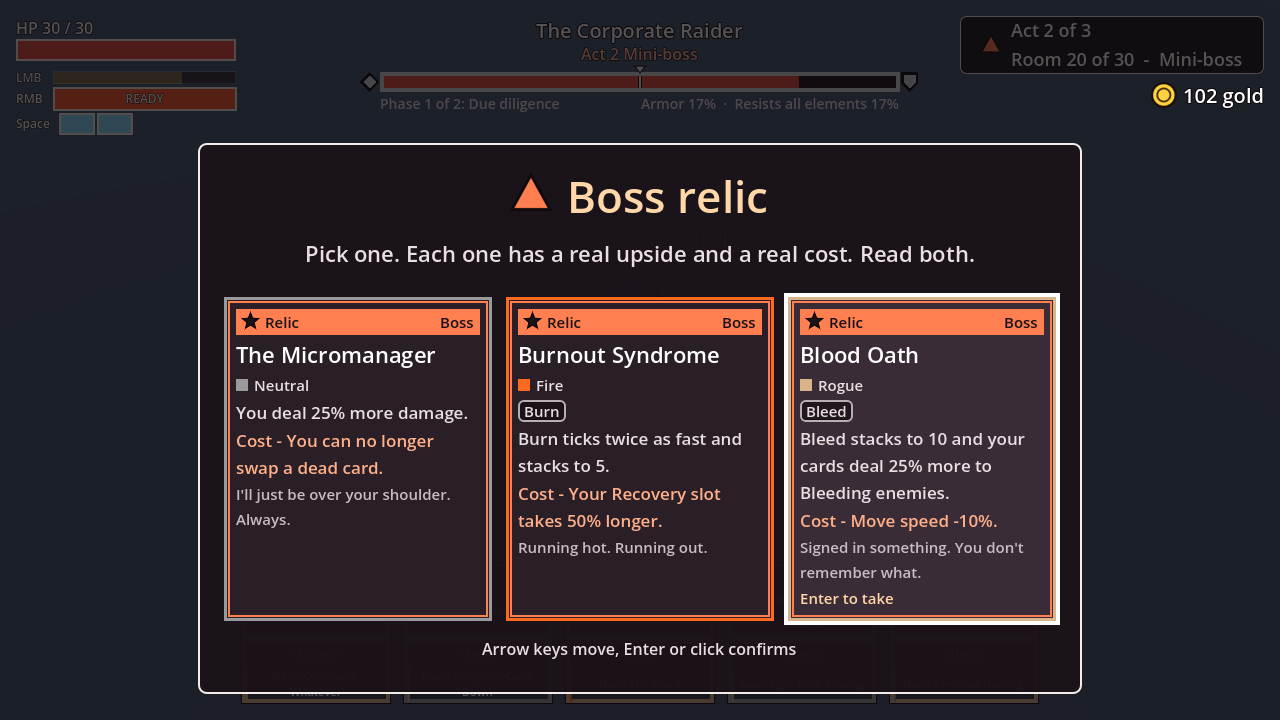 HP 30 / 30
LMB
RMB
READY
Space
The Corporate Raider
Act 2 Mini-boss
Phase 1 of 2: Due diligence
Armor 17% · Resists all elements 17%
Act 2 of 3
Room 20 of 30 - Mini-boss
102 gold
Boss relic
Pick one. Each one has a real upside and a real cost. Read both.
Relic Boss
The Micromanager
Neutral
You deal 25% more damage.
Cost - You can no longer
swap a dead card.
I'll just be over your shoulder.
Always.
Relic Boss
Burnout Syndrome
Fire
Burn
Burn ticks twice as fast and
stacks to 5.
Cost - Your Recovery slot
takes 50% longer.
Running hot. Running out.
Relic Boss
Blood Oath
Rogue
Bleed
Bleed stacks to 10 and your
cards deal 25% more to
Bleeding enemies.
Cost - Move speed -10%.
Signed in something. You don't
remember what.
Enter to take
Arrow keys move, Enter or click confirms